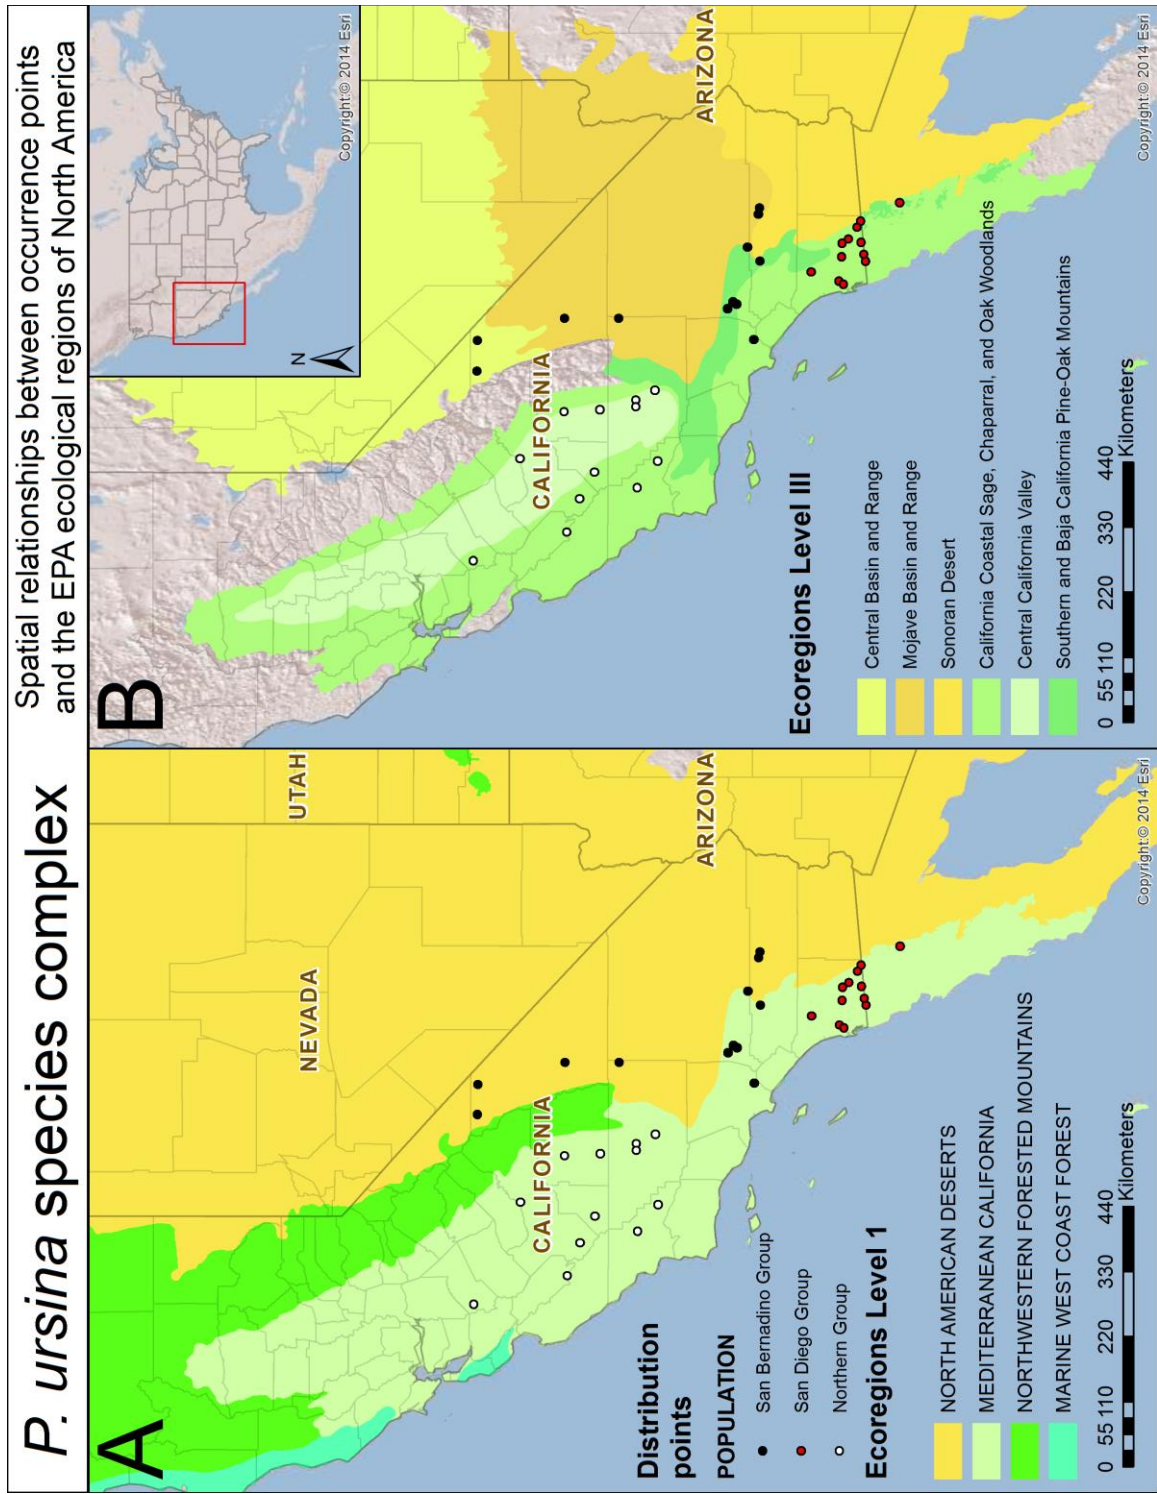 P. ursina species complex
Spatial relationships between occurrence points
and the EPA ecological regions of North America
A
NEVADA
UTAH
CALIFORNIA
ARIZONA
Distribution
points
POPULATION
San Bernadino Group
San Diego Group
Northern Group
Ecoregions Level 1
NORTH AMERICAN DESERTS
MEDITERRANEAN CALIFORNIA
NORTHWESTERN FORESTED MOUNTAINS
MARINE WEST COAST FOREST
0 55 110 220 330 440
Kilometers
Copyright:© 2014 Esri
B
N
Copyright:© 2014 Esri
CALIFORNIA
ARIZONA
Ecoregions Level III
Central Basin and Range
Mojave Basin and Range
Sonoran Desert
California Coastal Sage, Chaparral, and Oak Woodlands
Central California Valley
Southern and Baja California Pine-Oak Mountains
0 55 110 220 330 440
Kilometers
Copyright:© 2014 Esri